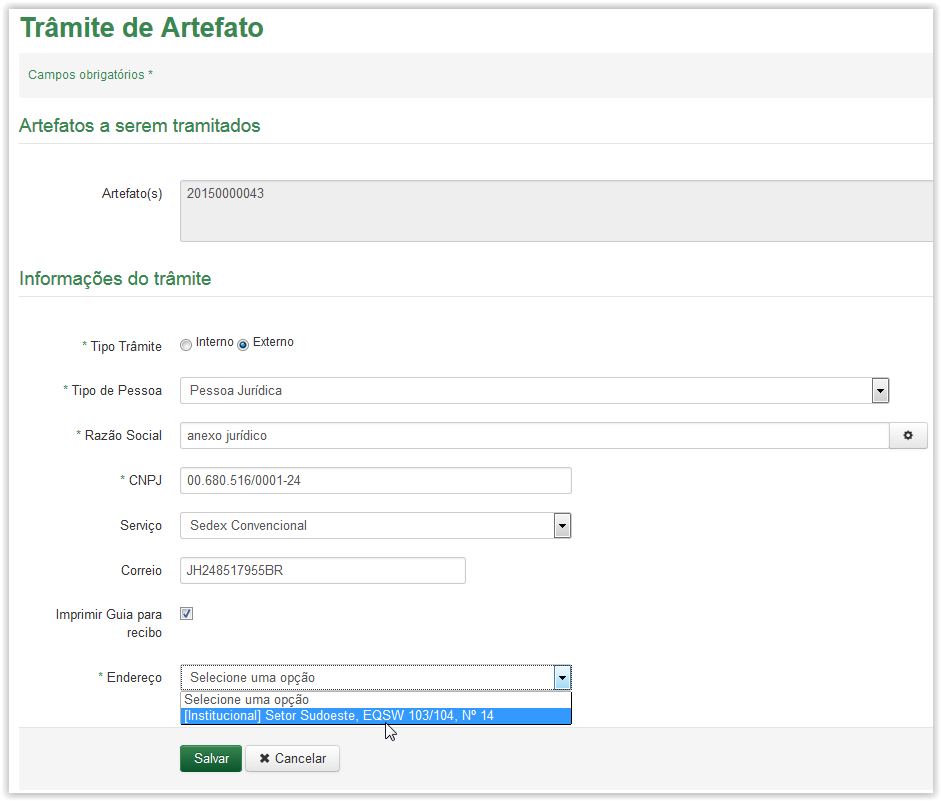 Trâmite de Artefato
Campos obrigatórios *
Artefatos a serem tramitados
Artefato(s)
20150000043
Informações do trâmite
* Tipo Trâmite
Interno Externo
* Tipo de Pessoa
Pessoa Jurídica
* Razão Social
anexo jurídico
* CNPJ
00.680.516/0001-24
Serviço
Sedex Convencional
Correio
JH248517955BR
Imprimir Guia para
recibo
* Endereço
Selecione uma opção
Selecione uma opção
[Institucional] Setor Sudoeste, EQSW 103/104, Nº 14
Salvar
Cancelar